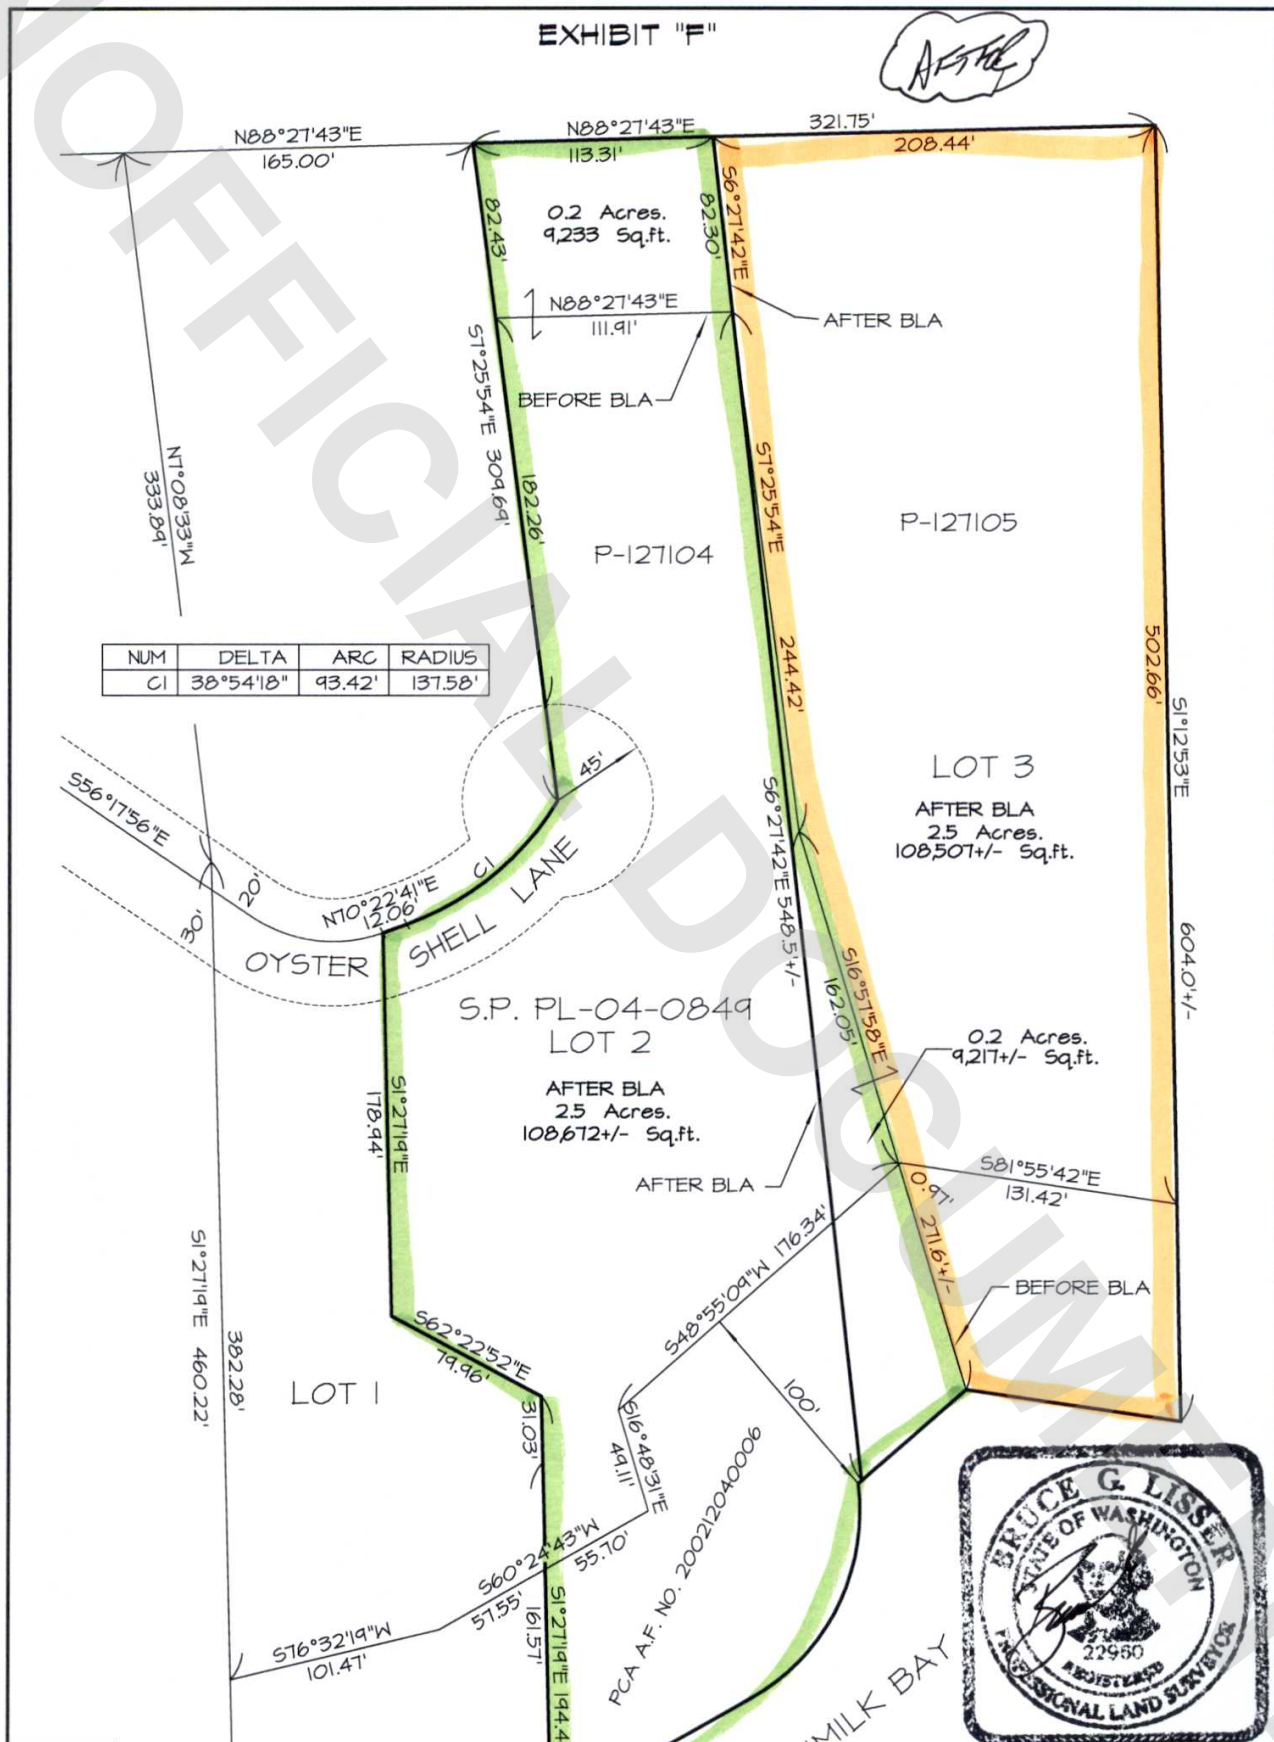 EXHIBIT "F"
AFTER
N88°27'43"E
165.00'
N88°27'43"E
113.31'
321.75'
208.44'
82.43'
0.2 Acres.
9,233 Sq.ft.
82.30'
S6°27'42"E
N88°27'43"E
111.91'
AFTER BLA
BEFORE BLA
S7°25'54"E 309.69'
182.26'
N7°08'33"W
333.89'
P-127104
S7°25'54"E
244.42'
P-127105
502.66'
S1°12'53"E
604.0'+/-
NUM DELTA ARC RADIUS
C1 38°54'18" 93.42' 137.58'
S56°17'56"E
20'
30'
45'
C1
N70°22'41"E
12.06'
OYSTER SHELL LANE
S6°27'42"E 548.5'+/-
LOT 3
AFTER BLA
2.5 Acres.
108,507+/- Sq.ft.
S.P. PL-04-0849
LOT 2
AFTER BLA
2.5 Acres.
108,672+/- Sq.ft.
S16°57'58"E
162.05'
0.2 Acres.
9,217+/- Sq.ft.
S1°27'19"E
178.94'
AFTER BLA
S81°55'42"E
131.42'
0.97'
271.6'+/-
BEFORE BLA
S48°55'09"W 176.34'
100'
S1°27'19"E 460.22'
382.28'
S62°22'52"E
79.96'
LOT 1
31.03'
S16°48'31"E
49.11'
S60°24'43"W
57.55'
55.70'
S76°32'19"W
101.47'
161.57'
S1°27'19"E 194.4
PCA A.F. NO. 200212040006
MILK BAY
BRUCE G. LISSER
STATE OF WASHINGTON
22960
REGISTERED
PROFESSIONAL LAND SURVEYOR
UNOFFICIAL DOCUMENT